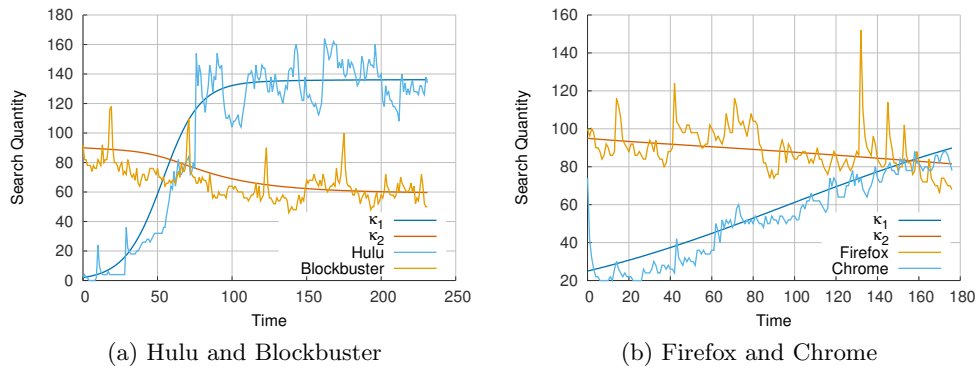 160
140
120
100
80
60
40
20
0
0 50 100 150 200 250
Search Quantity
Time
κ1
κ2
Hulu
Blockbuster
(a) Hulu and Blockbuster
160
140
120
100
80
60
40
20
0 20 40 60 80 100 120 140 160 180
Search Quantity
Time
κ1
κ2
Firefox
Chrome
(b) Firefox and Chrome